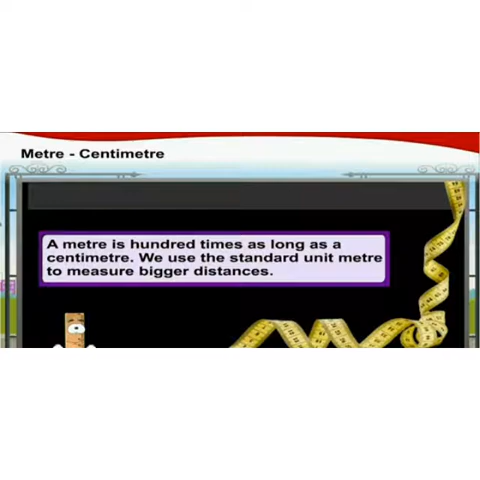 Metre - Centimetre
A metre is hundred times as long as a
centimetre. We use the standard unit metre
to measure bigger distances.